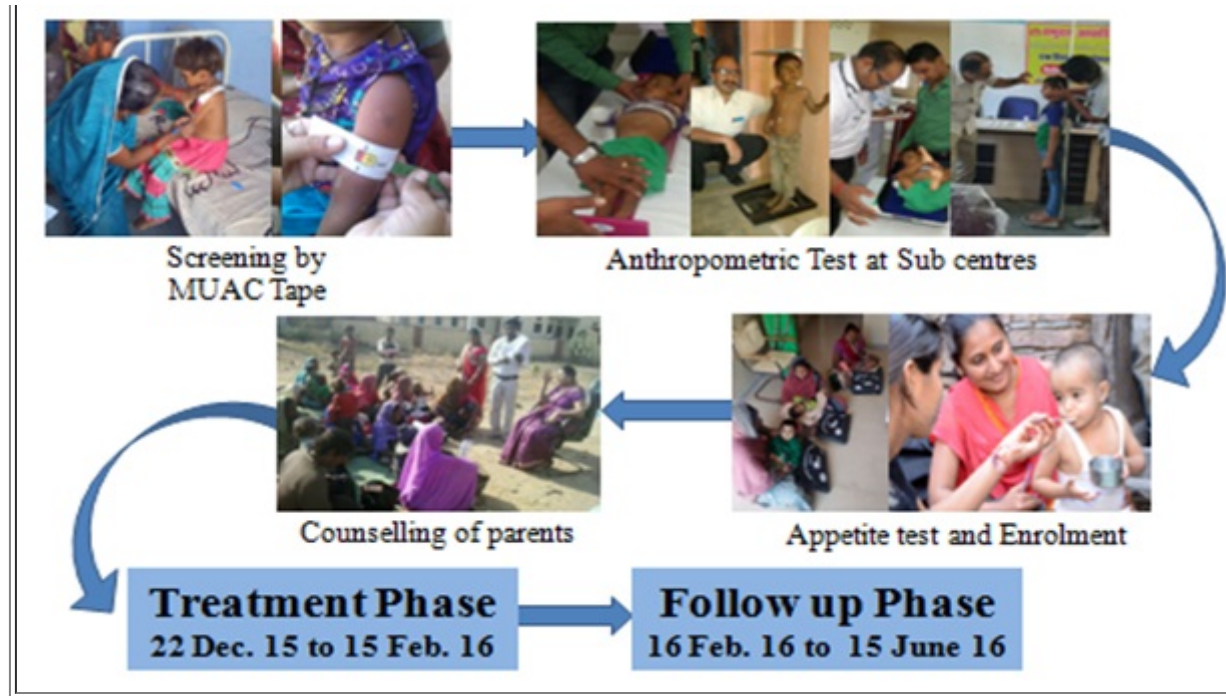 Screening by
MUAC Tape
Anthropometric Test at Sub centres
Counselling of parents
Appetite test and Enrolment
Treatment Phase
22 Dec. 15 to 15 Feb. 16
Follow up Phase
16 Feb. 16 to 15 June 16